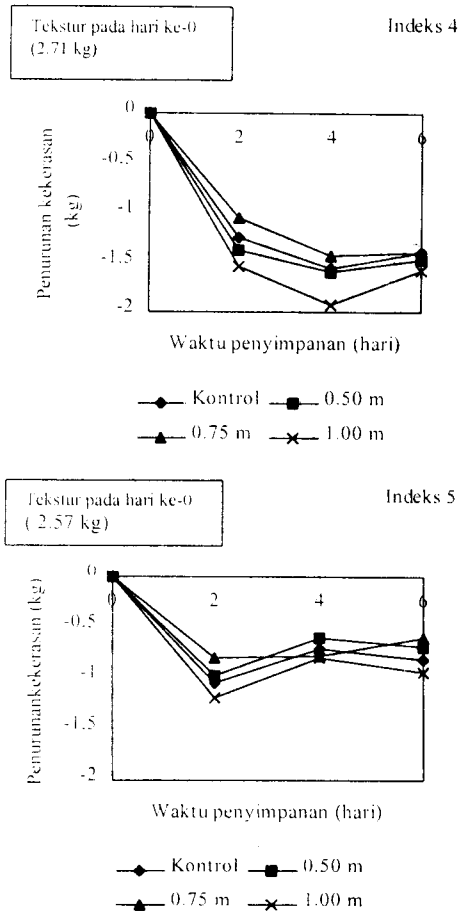 Tekstur pada hari ke-0
(2.71 kg)
Indeks 4
0
-0.5
-1
-1.5
-2
0 2 4 6
Penurunan kekerasan
(kg)
Waktu penyimpanan (hari)
Kontrol 0.50 m
0.75 m 1.00 m
Tekstur pada hari ke-0
( 2.57 kg)
Indeks 5
0
-0.5
-1
-1.5
-2
0 2 4 6
Penurunankekerasan (kg)
Waktu penyimpanan (hari)
Kontrol 0.50 m
0.75 m 1.00 m